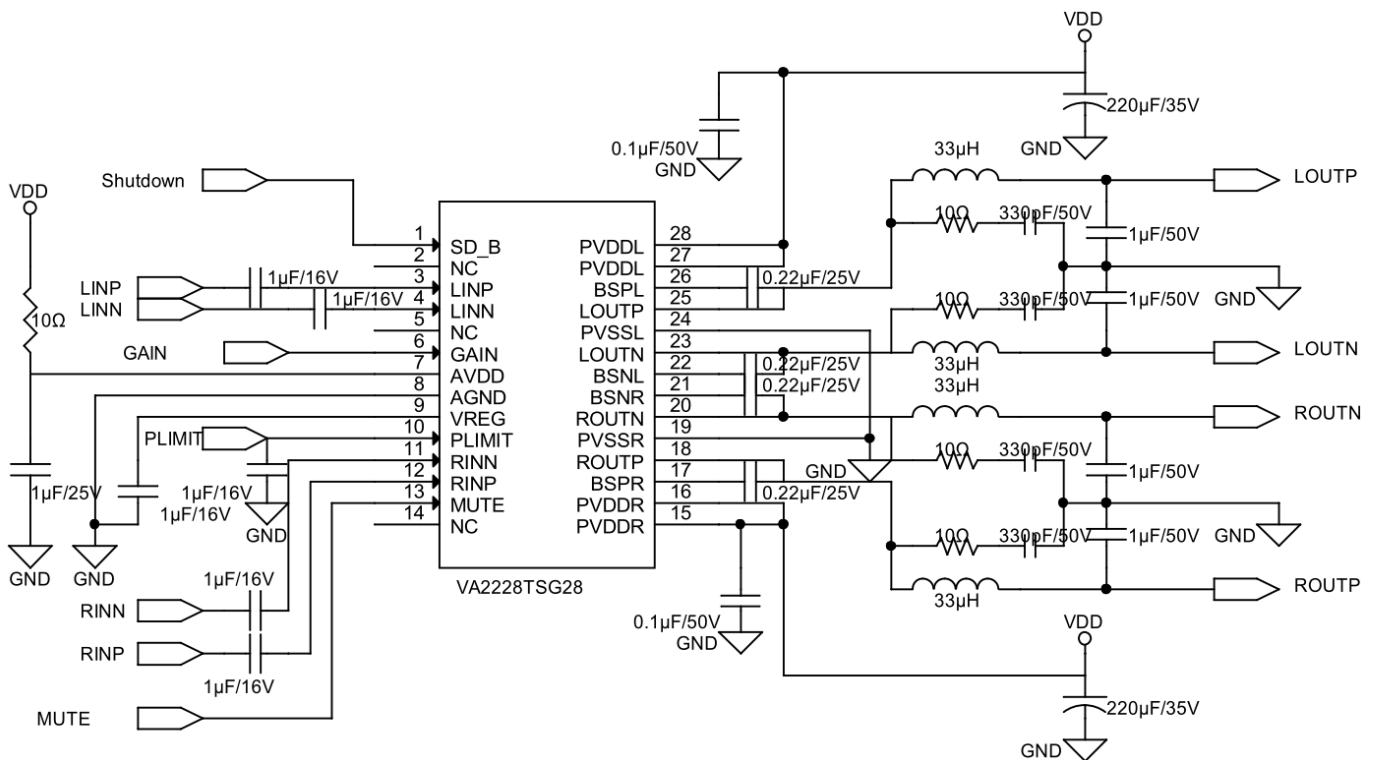 VDD
220µF/35V
GND
0.1µF/50V
GND
33µH
Shutdown
LOUTP
VDD
10Ω
330pF/50V
1µF/50V
1
SD_B
PVDDL
28
2
NC
PVDDL
27
LINP
1µF/16V
3
LINP
BSPL
26
0.22µF/25V
LINN
1µF/16V
4
LINN
LOUTP
25
10Ω
330pF/50V
1µF/50V
GND
10Ω
5
NC
PVSSL
24
GAIN
6
GAIN
LOUTN
23
LOUTN
7
AVDD
BSNL
22
0.22µF/25V
33µH
8
AGND
BSNR
21
0.22µF/25V
33µH
9
VREG
ROUTN
20
ROUTN
PLIMIT
10
PLIMIT
PVSSR
19
11
RINN
ROUTP
18
GND
10Ω
330pF/50V
1µF/50V
12
RINP
BSPR
17
1µF/25V
1µF/16V
13
MUTE
PVDDR
16
0.22µF/25V
1µF/16V
14
NC
PVDDR
15
GND
10Ω
330pF/50V
1µF/50V
GND
GND
GND
1µF/16V
VA2228TSG28
33µH
ROUTP
RINN
0.1µF/50V
GND
VDD
RINP
1µF/16V
MUTE
220µF/35V
GND